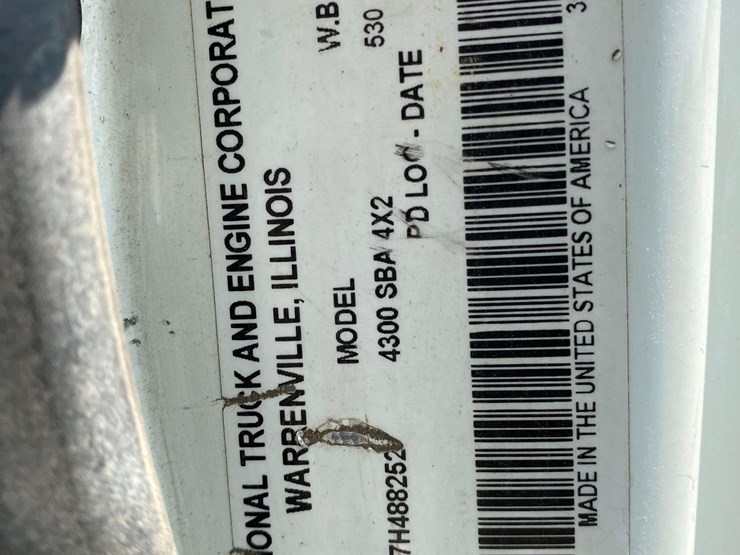 ONAL TRUCK AND ENGINE CORPORAT
WARRENVILLE, ILLINOIS
MODEL W.B
4300 SBA 4X2 530
7H488252 PD LOC - DATE
MADE IN THE UNITED STATES OF AMERICA 3